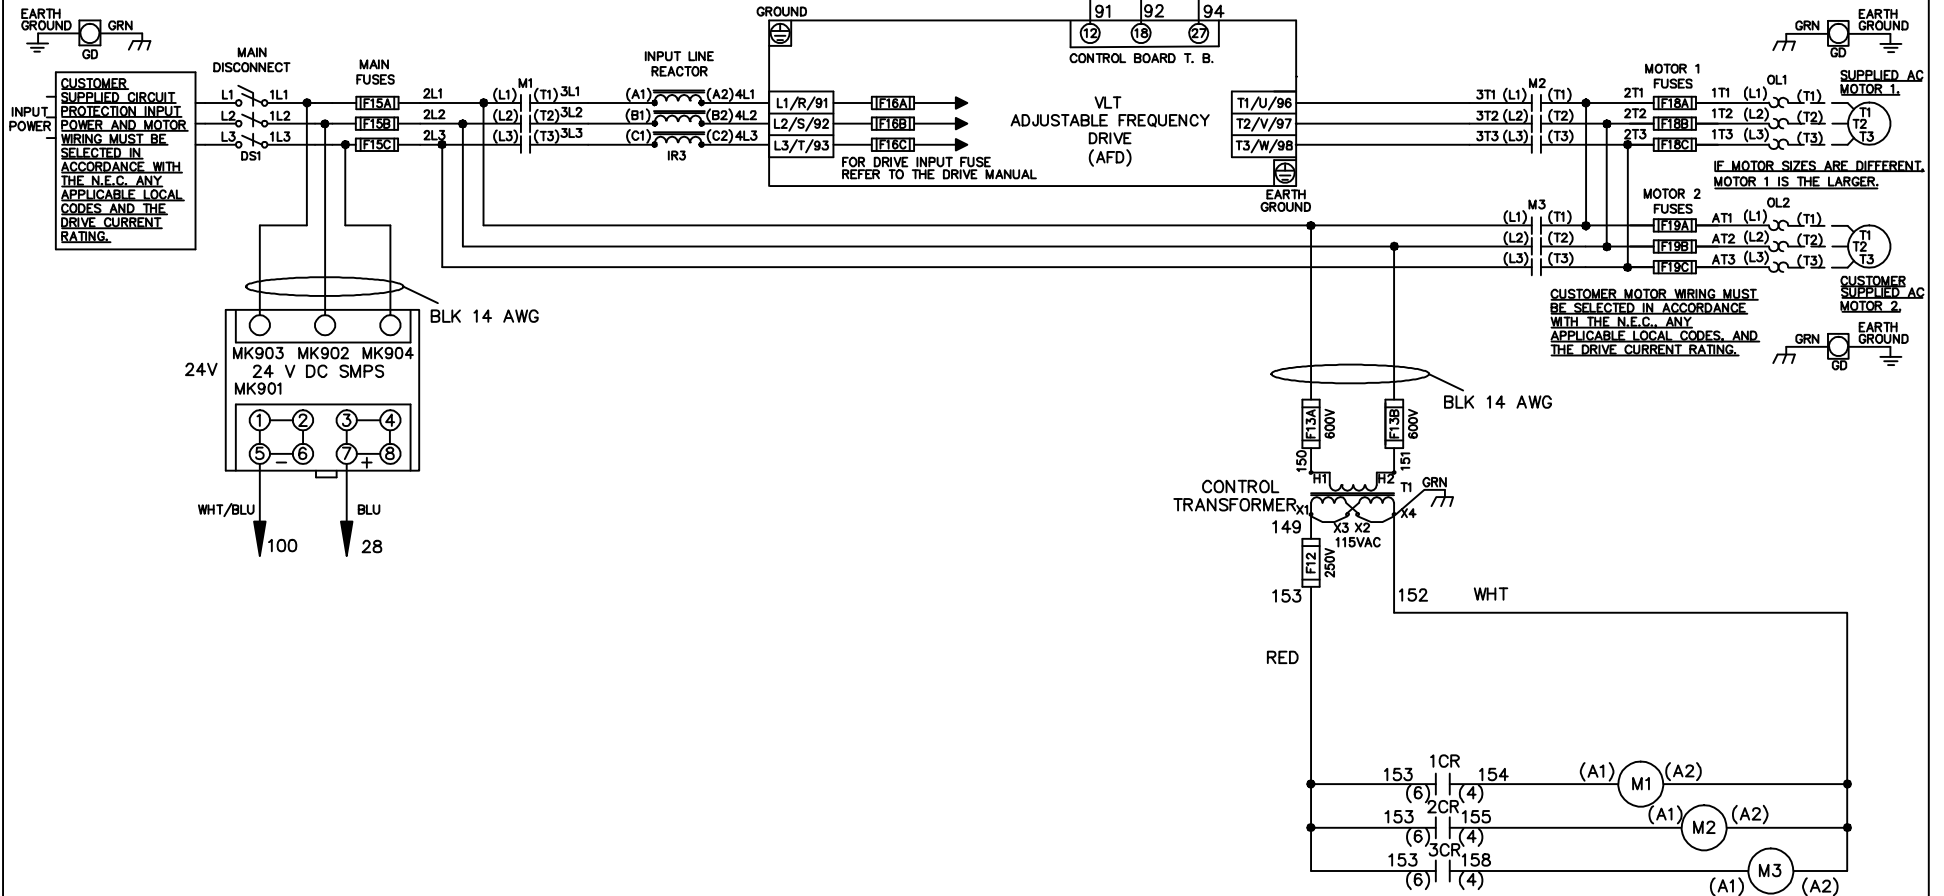 EARTH
GROUND
GRN
GD
MAIN
DISCONNECT
MAIN
FUSES
INPUT
POWER
CUSTOMER
SUPPLIED CIRCUIT
PROTECTION INPUT
POWER AND MOTOR
WIRING MUST BE
SELECTED IN
ACCORDANCE WITH
THE N.E.C. ANY
APPLICABLE LOCAL
CODES AND THE
DRIVE CURRENT
RATING.
L1 1L1 F15A 2L1
L2 1L2 F15B 2L2
L3 1L3 F15C 2L3
DS1
M1
(L1) (T1) 3L1
(L2) (T2) 3L2
(L3) (T3) 3L3
INPUT LINE
REACTOR
(A1) (A2) 4L1
(B1) (B2) 4L2
(C1) (C2) 4L3
IR3
GROUND
91 92 94
12 18 27
CONTROL BOARD T. B.
L1/R/91 F16A
L2/S/92 F16B
L3/T/93 F16C
FOR DRIVE INPUT FUSE
REFER TO THE DRIVE MANUAL
VLT
ADJUSTABLE FREQUENCY
DRIVE
(AFD)
T1/U/96
T2/V/97
T3/W/98
EARTH
GROUND
M2
3T1 (L1) (T1)
3T2 (L2) (T2)
3T3 (L3) (T3)
MOTOR 1
FUSES
2T1 F18A 1T1 (L1) (T1)
2T2 F18B 1T2 (L2) (T2)
2T3 F18C 1T3 (L3) (T3)
OL1
GRN
GD
EARTH
GROUND
SUPPLIED AC
MOTOR 1.
T1
T2
T3
IF MOTOR SIZES ARE DIFFERENT,
MOTOR 1 IS THE LARGER.
M3
(L1) (T1)
(L2) (T2)
(L3) (T3)
MOTOR 2
FUSES
F19A AT1 (L1) (T1)
F19B AT2 (L2) (T2)
F19C AT3 (L3) (T3)
OL2
T1
T2
T3
CUSTOMER
SUPPLIED AC
MOTOR 2.
CUSTOMER MOTOR WIRING MUST
BE SELECTED IN ACCORDANCE
WITH THE N.E.C., ANY
APPLICABLE LOCAL CODES, AND
THE DRIVE CURRENT RATING.
GRN
GD
EARTH
GROUND
BLK 14 AWG
MK903 MK902 MK904
24V
24 V DC SMPS
MK901
1 2 3 4
5 − 6 7 + 8
WHT/BLU
BLU
100
28
BLK 14 AWG
F13A
600V
F13B
600V
150
151
H1 H2
T1
GRN
CONTROL
TRANSFORMER
X1
X3 X2
X4
115VAC
149
F12
250V
153
152
WHT
RED
153 1CR 154 (A1) M1 (A2)
(6) (4)
153 2CR 155 (A1) M2 (A2)
(6) (4)
153 3CR 158 M3
(6) (4) (A1) (A2)